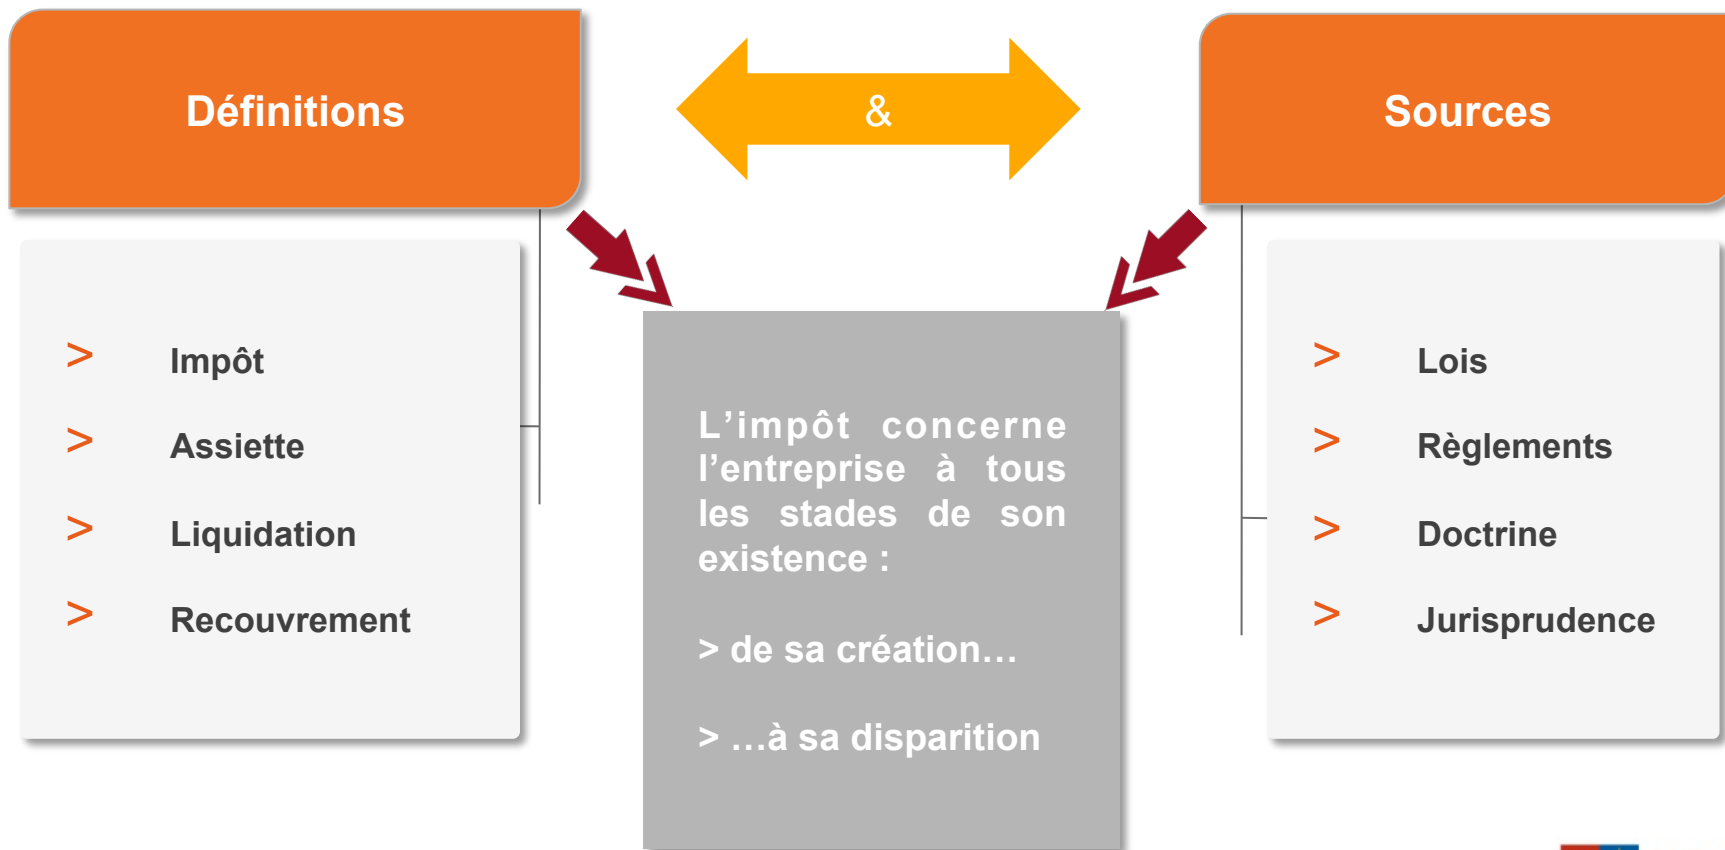 Définitions
&
Sources
> Impôt
> Assiette
> Liquidation
> Recouvrement
L’impôt concerne
l’entreprise à tous
les stades de son
existence :
> de sa création…
> …à sa disparition
> Lois
> Règlements
> Doctrine
> Jurisprudence